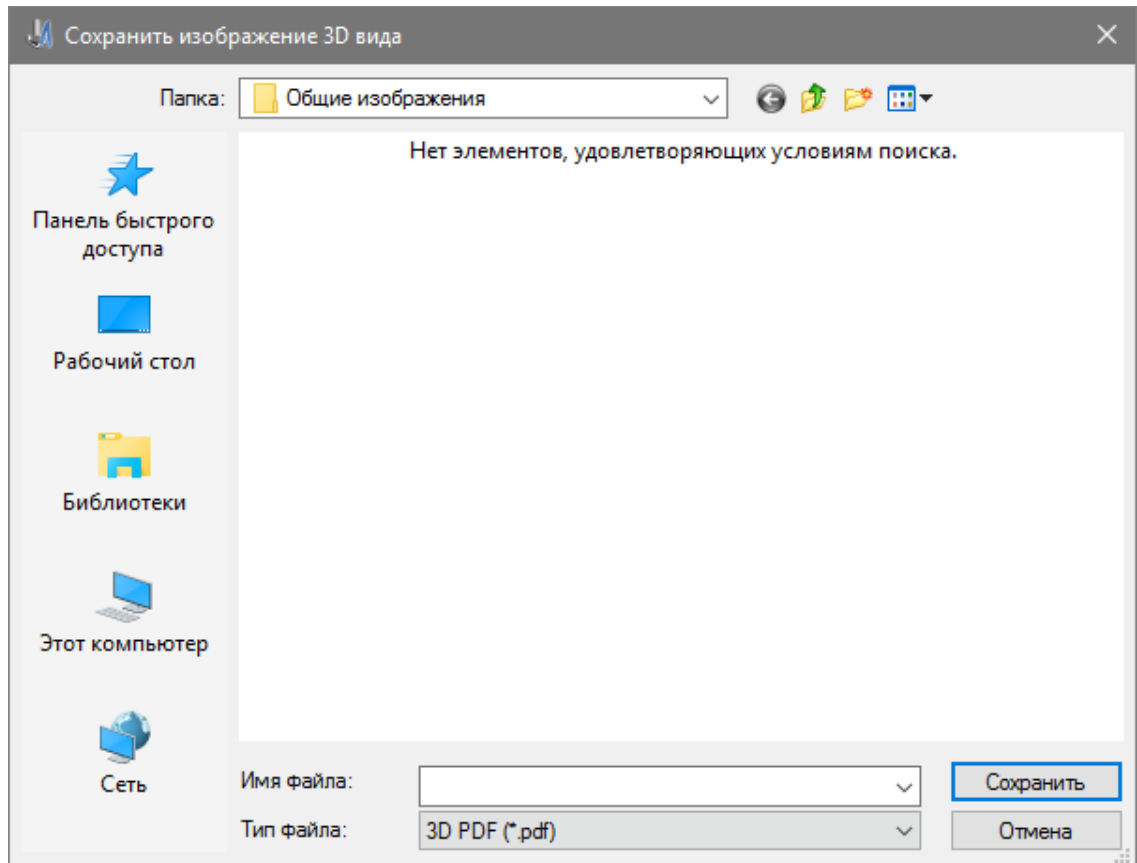 Сохранить изображение 3D вида
Папка:
Общие изображения
Нет элементов, удовлетворяющих условиям поиска.
Панель быстрого
доступа
Рабочий стол
Библиотеки
Этот компьютер
Сеть
Имя файла:
Сохранить
Тип файла:
3D PDF (*.pdf)
Отмена